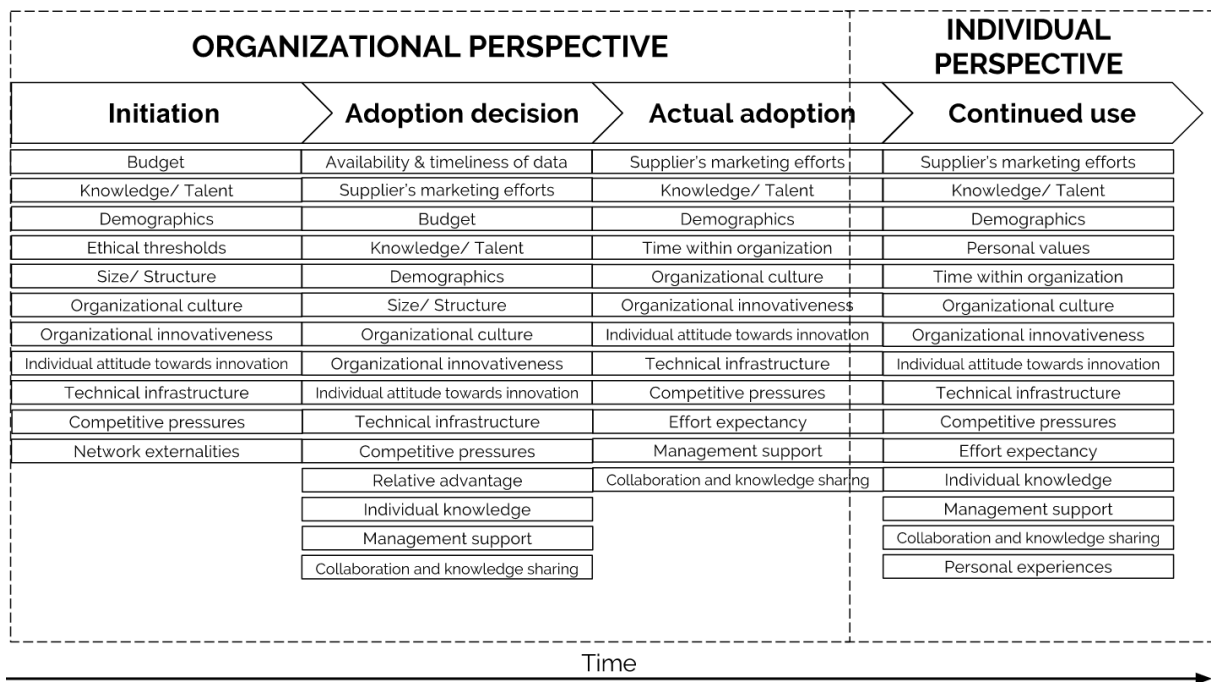 ORGANIZATIONAL PERSPECTIVE
INDIVIDUAL
PERSPECTIVE
Initiation
Adoption decision
Actual adoption
Continued use
Budget
Knowledge/ Talent
Demographics
Ethical thresholds
Size/ Structure
Organizational culture
Organizational innovativeness
Individual attitude towards innovation
Technical infrastructure
Competitive pressures
Network externalities
Availability & timeliness of data
Supplier's marketing efforts
Budget
Knowledge/ Talent
Demographics
Size/ Structure
Organizational culture
Organizational innovativeness
Individual attitude towards innovation
Technical infrastructure
Competitive pressures
Relative advantage
Individual knowledge
Management support
Collaboration and knowledge sharing
Supplier's marketing efforts
Knowledge/ Talent
Demographics
Time within organization
Organizational culture
Organizational innovativeness
Individual attitude towards innovation
Technical infrastructure
Competitive pressures
Effort expectancy
Management support
Collaboration and knowledge sharing
Supplier's marketing efforts
Knowledge/ Talent
Demographics
Personal values
Time within organization
Organizational culture
Organizational innovativeness
Individual attitude towards innovation
Technical infrastructure
Competitive pressures
Effort expectancy
Individual knowledge
Management support
Collaboration and knowledge sharing
Personal experiences
Time